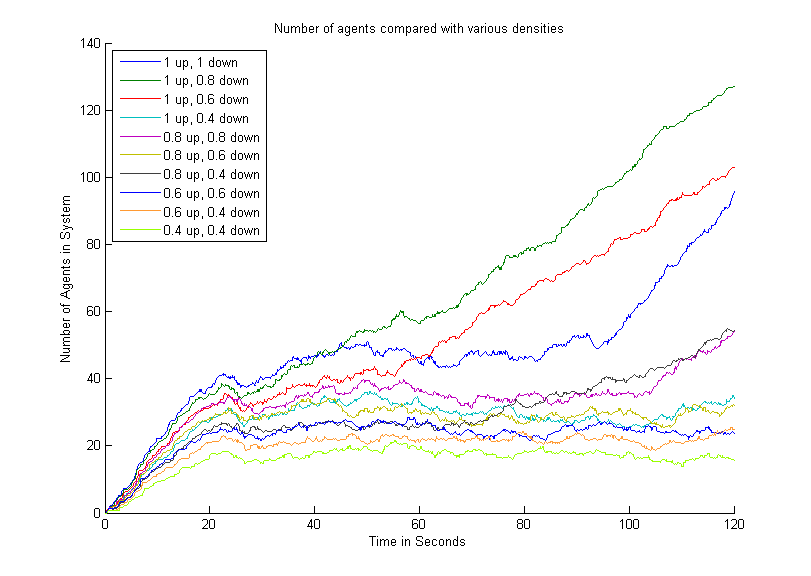 Number of agents compared with various densities
140
120
100
80
60
40
20
0
Number of Agents in System
1 up, 1 down
1 up, 0.8 down
1 up, 0.6 down
1 up, 0.4 down
0.8 up, 0.8 down
0.8 up, 0.6 down
0.8 up, 0.4 down
0.6 up, 0.6 down
0.6 up, 0.4 down
0.4 up, 0.4 down
0 20 40 60 80 100 120
Time in Seconds